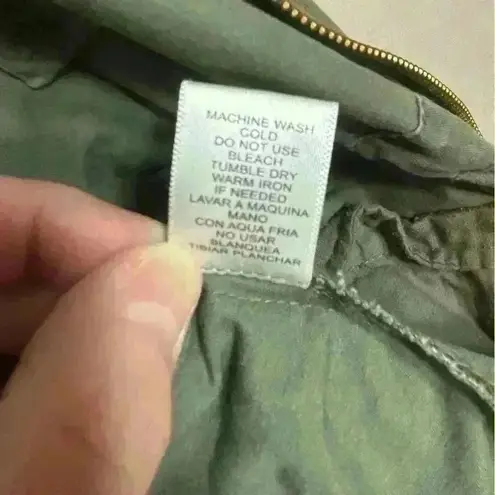 MACHINE WASH
COLD
DO NOT USE
BLEACH
TUMBLE DRY
WARM IRON
IF NEEDED
LAVAR A MAQUINA
MANO
CON AQUA FRIA
NO USAR
BLANQUEA
TIBIAR PLANCHAR